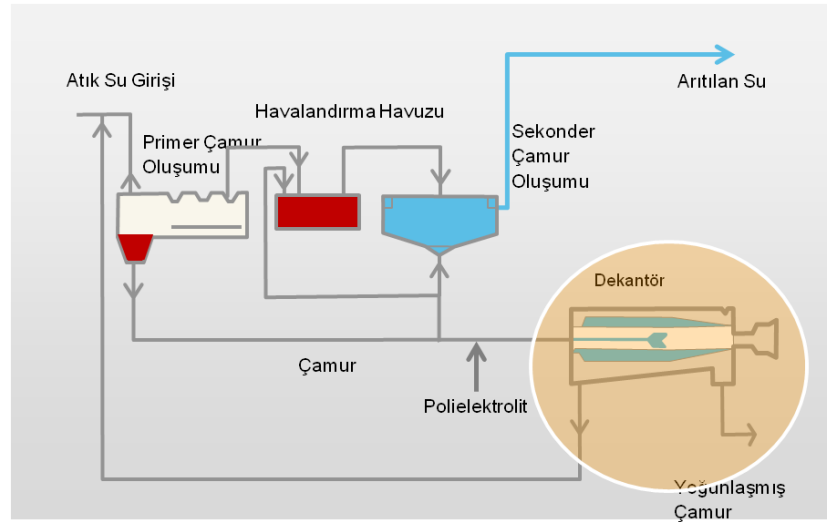 Atık Su Girişi
Arıtılan Su
Havalandırma Havuzu
Primer Çamur
Oluşumu
Sekonder
Çamur
Oluşumu
Dekantör
Çamur
Polielektrolit
Yoğunlaşmış
Çamur